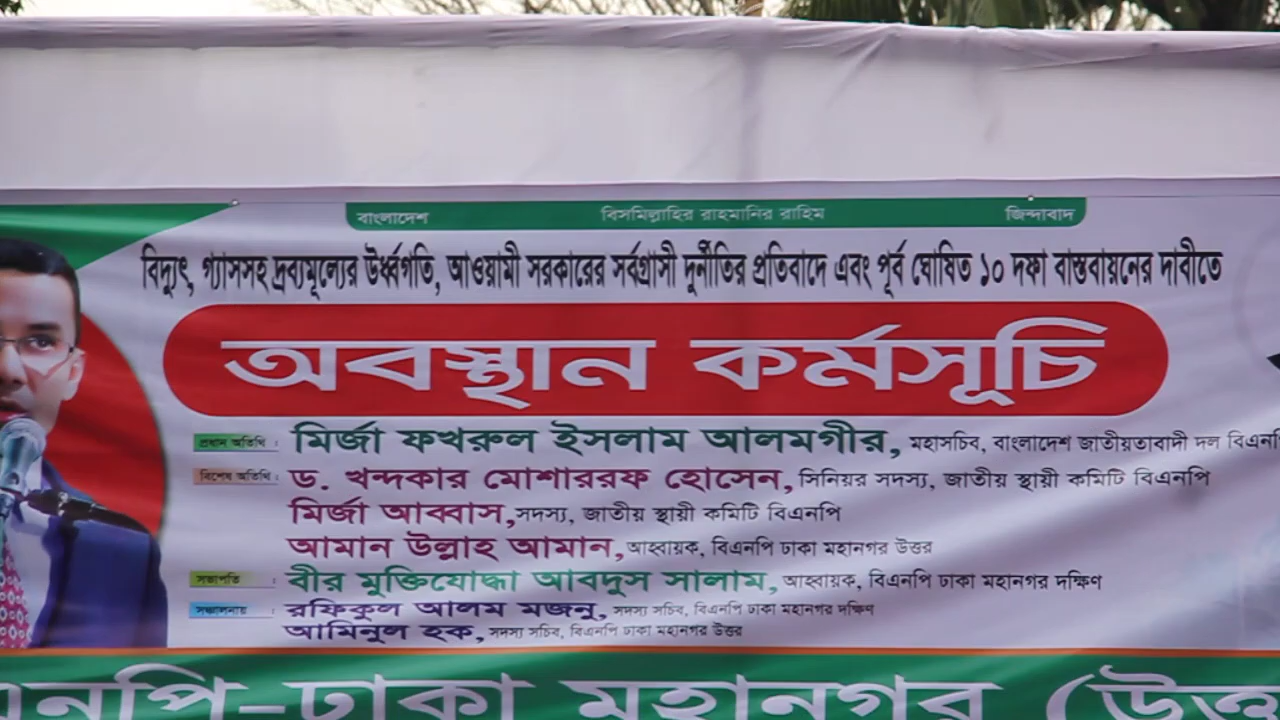 বাংলাদেশ বিসমিল্লাহির রাহমানির রাহিম জিন্দাবাদ
বিদ্যুৎ, গ্যাসসহ দ্রব্যমূল্যের উর্ধ্বগতি, আওয়ামী সরকারের সর্বগ্রাসী দুর্নীতির প্রতিবাদে এবং পূর্ব ঘোষিত ১০ দফা বাস্তবায়নের দাবীতে
অবস্থান কর্মসূচি
প্রধান অতিথি : মির্জা ফখরুল ইসলাম আলমগীর, মহাসচিব, বাংলাদেশ জাতীয়তাবাদী দল
বিশেষ অতিথি : ড. খন্দকার মোশাররফ হোসেন, সিনিয়র সদস্য, জাতীয় স্থায়ী কমিটি বিএনপি
মির্জা আব্বাস, সদস্য, জাতীয় স্থায়ী কমিটি বিএনপি
আমান উল্লাহ আমান, আহ্বায়ক, বিএনপি ঢাকা মহানগর উত্তর
সভাপতি : বীর মুক্তিযোদ্ধা আবদুস সালাম, আহ্বায়ক, বিএনপি ঢাকা মহানগর দক্ষিণ
সঞ্চালনায় : রফিকুল আলম মজনু, সদস্য সচিব, বিএনপি ঢাকা মহানগর দক্ষিণ
আমিনুল হক, সদস্য সচিব, বিএনপি ঢাকা মহানগর উত্তর
এনপি-ঢাকা মহানগর (উত্ত